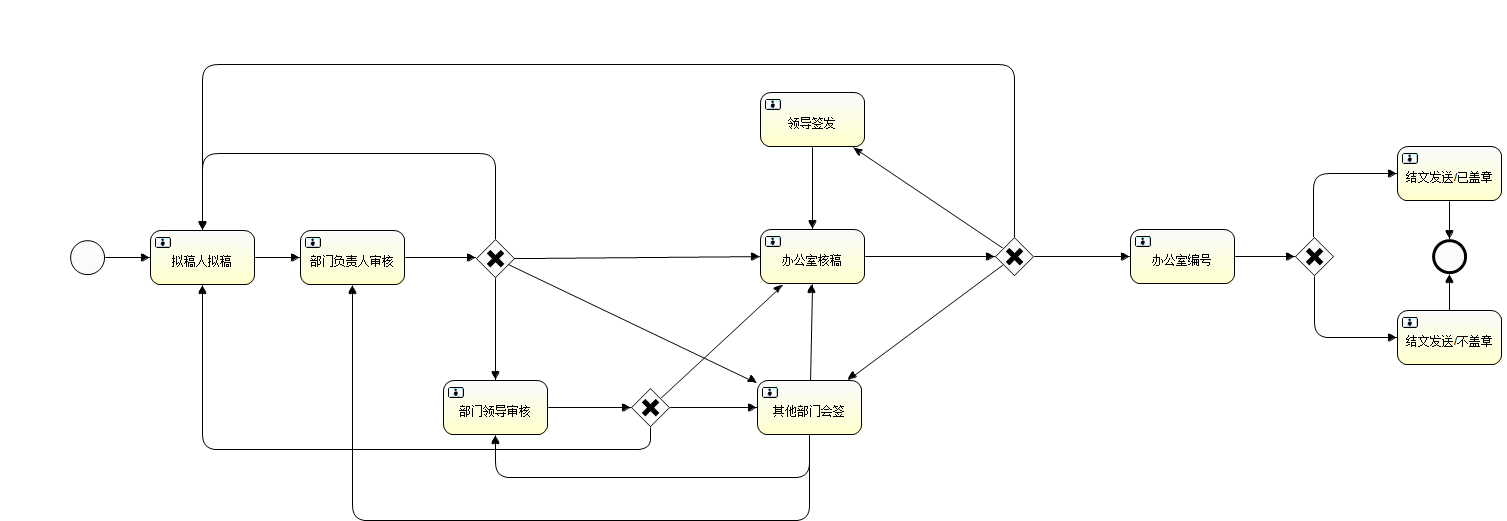 领导签发
结文发送/已盖章
拟稿人拟稿
部门负责人审核
办公室核稿
办公室编号
结文发送/不盖章
部门领导审核
其他部门会签